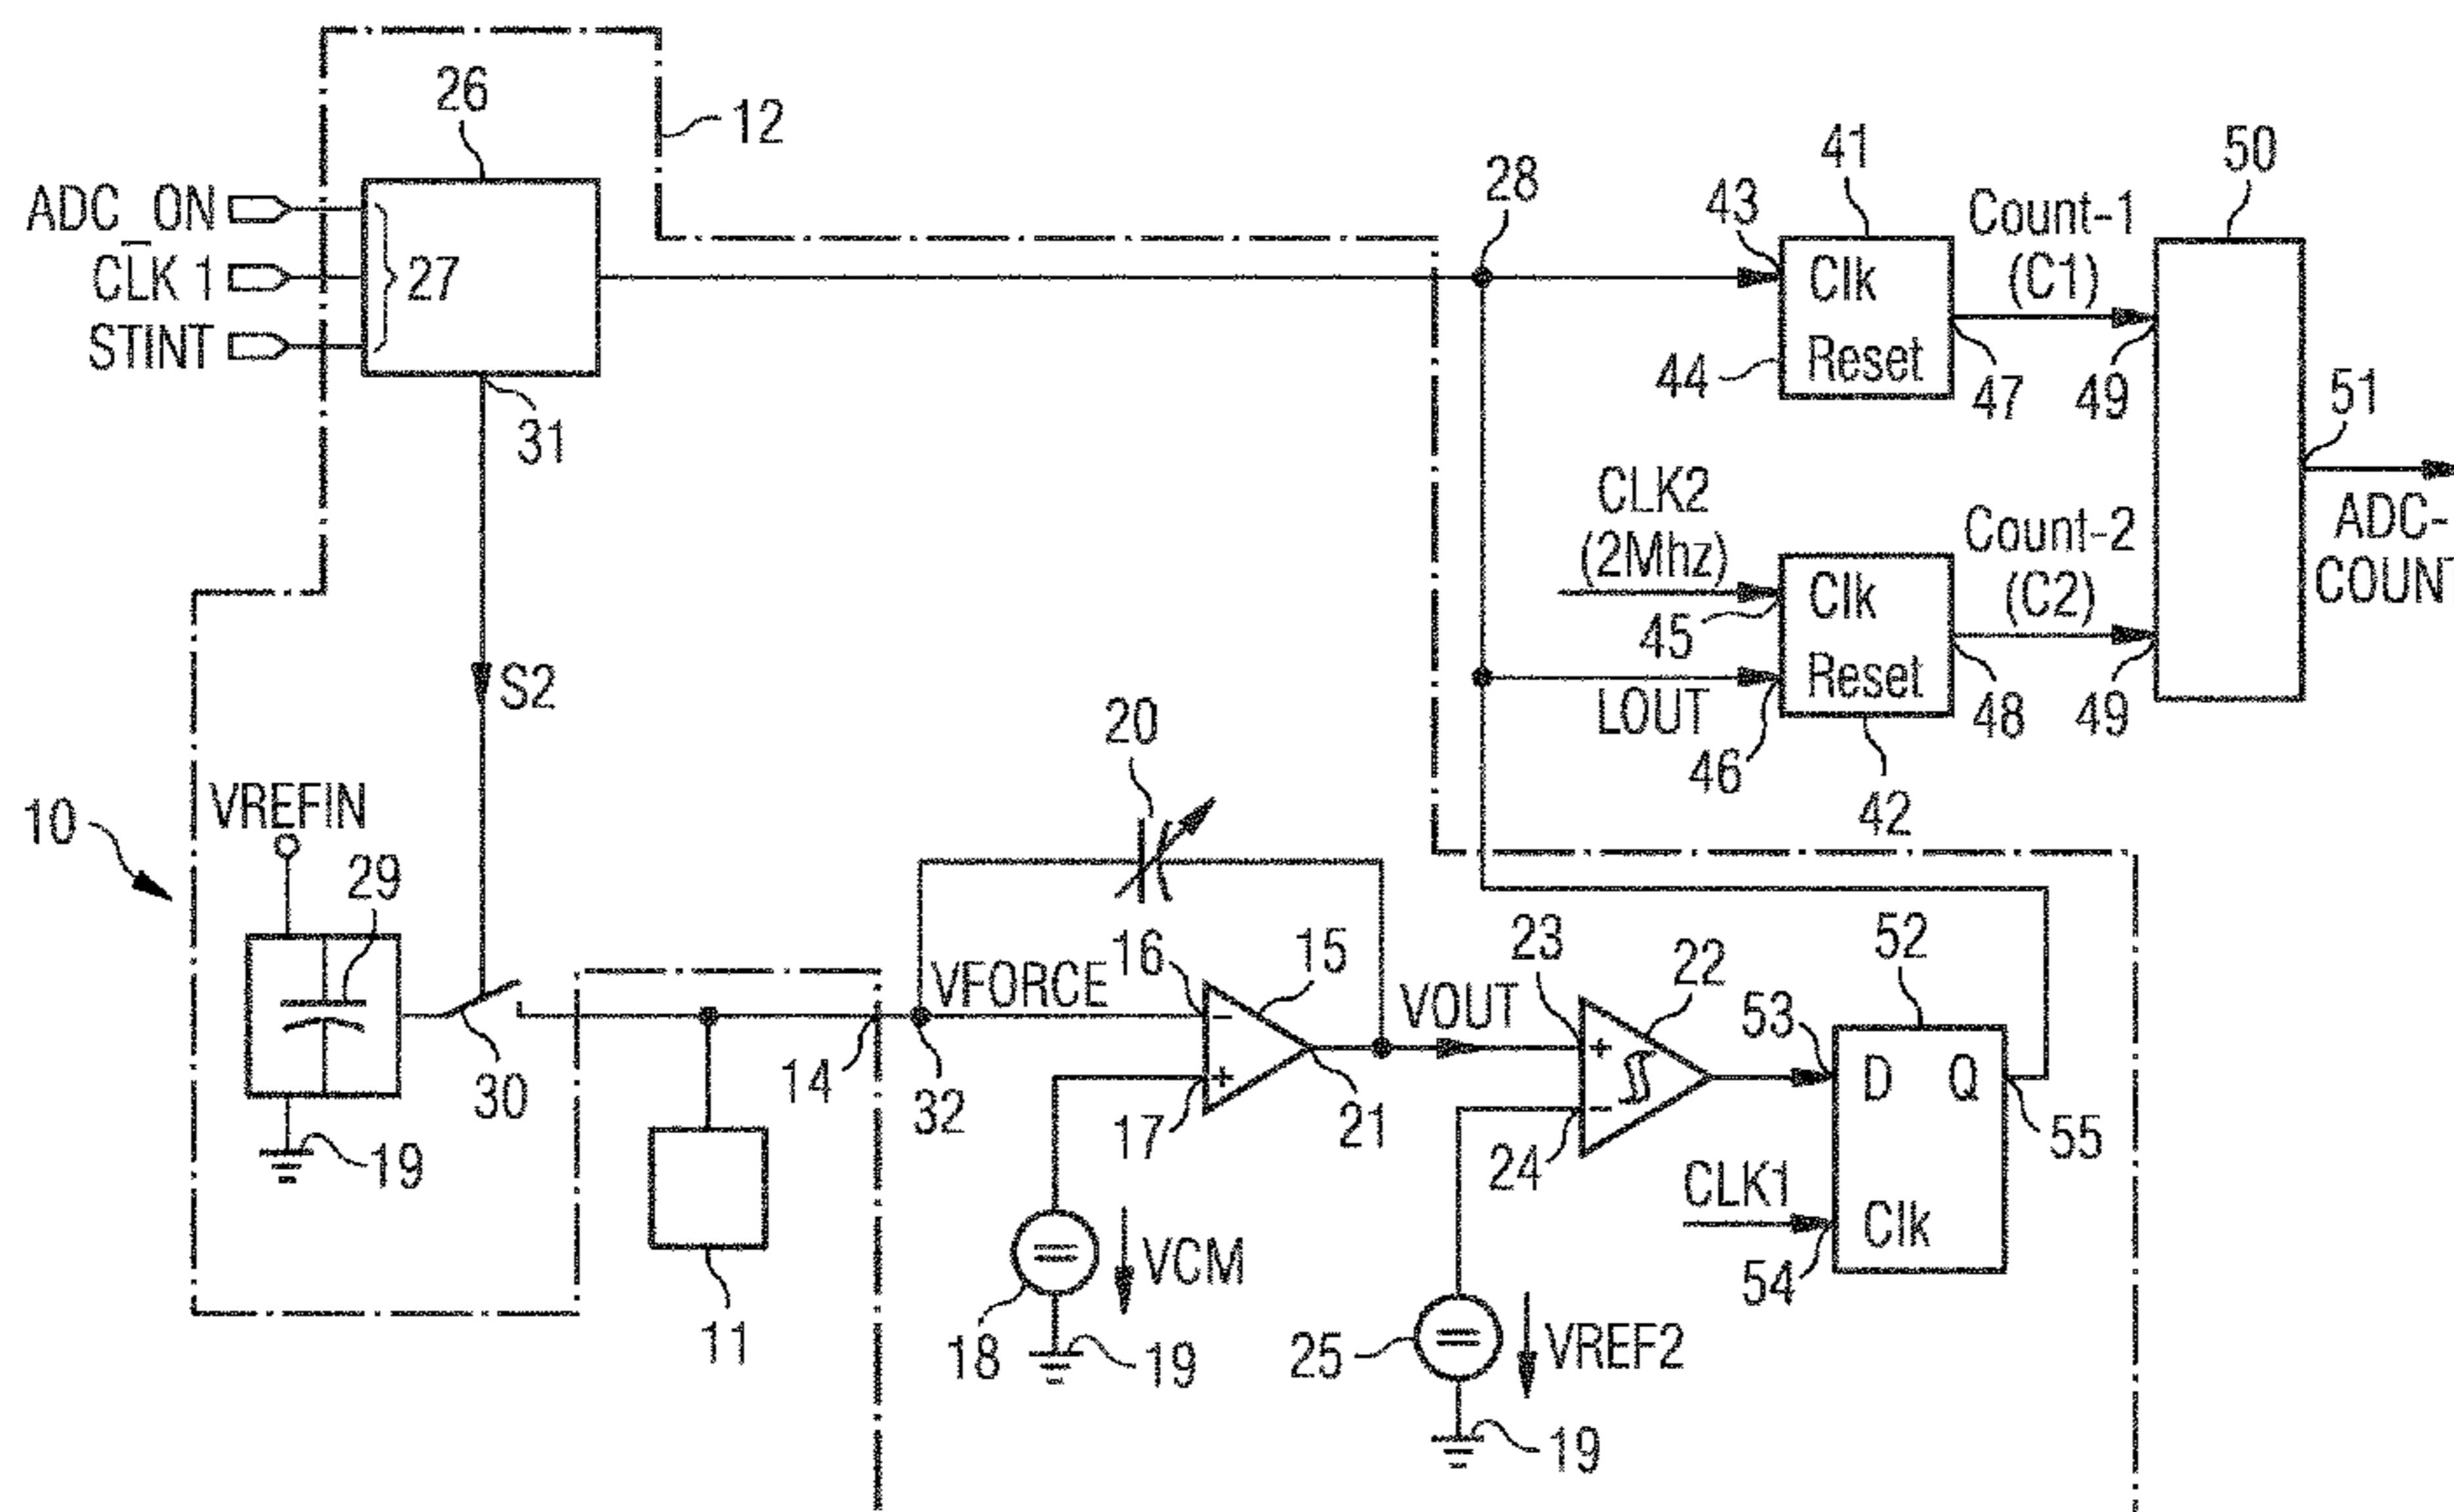 26
12
ADC_ON
CLK 1
STINT
27
31
28
43
41
Clk
Reset
44
Count-1
(C1)
47
49
50
51
ADC-
COUNT
CLK2
(2Mhz)
45
Clk
Reset
LOUT
46
42
Count-2
(C2)
48
49
S2
10
VREFIN
29
19
30
11
14
32
VFORCE
20
16
15
17
21
18
VCM
19
VOUT
23
22
24
25
VREF2
19
53
52
D
Q
CLK1
Clk
54
55